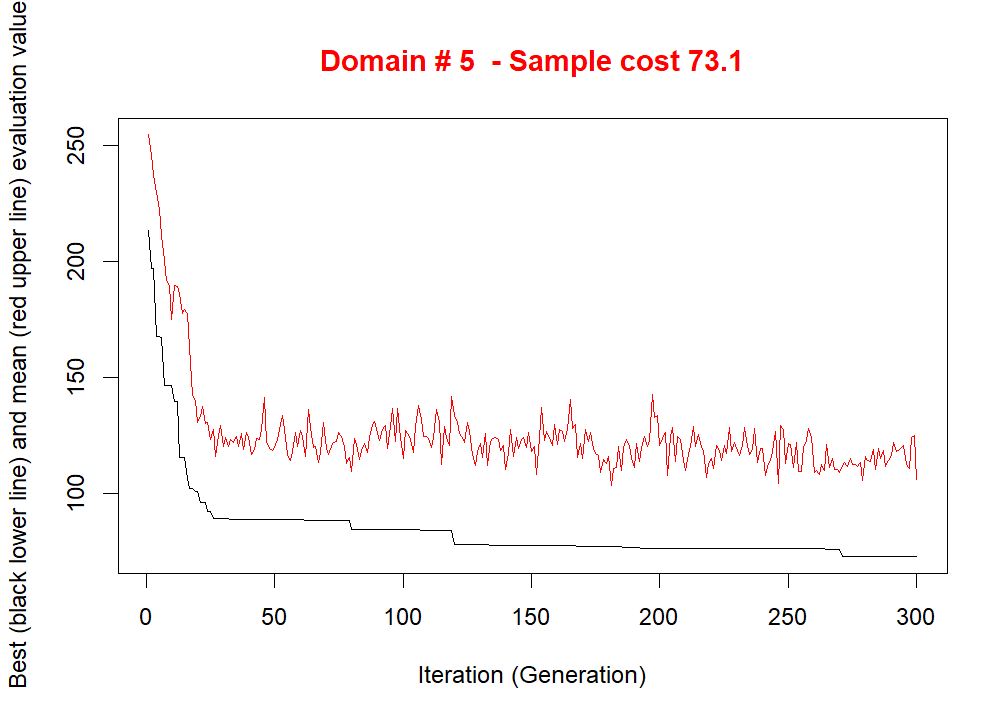 Domain # 5  - Sample cost 73.1
Best (black lower line) and mean (red upper line) evaluation value
250
200
150
100
0 50 100 150 200 250 300
Iteration (Generation)